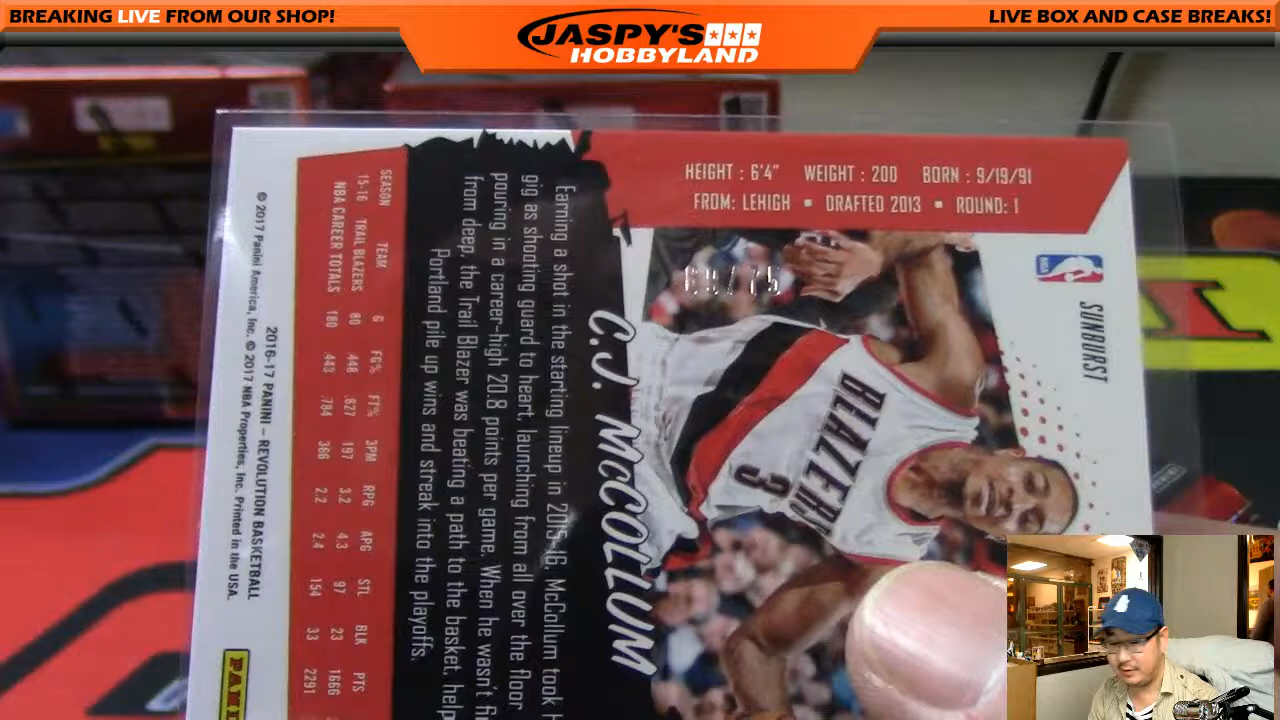 BREAKING LIVE FROM OUR SHOP!
JASPY'S
HOBBYLAND
LIVE BOX AND CASE BREAKS!
HEIGHT : 6'4" WEIGHT : 200 BORN : 9/19/91
FROM: LEHIGH • DRAFTED 2013 • ROUND: 1
NBA
SUNBURST
BLAZERS
3
C.J. McCOLLUM
Earning a shot in the starting lineup in 2015-16, McCollum took
gig as shooting guard to heart, launching from all over the floor
pouring in a career-high 20.8 points per game. When he wasn't
from deep, the Trail Blazer was beating a path to the basket,
Portland pile up wins and streak into the playoffs.
SEASON TEAM G FG% FT% 3PM RPG APG STL BLK PTS
15-16 TRAIL BLAZERS 80 .448 .827 197 3.2 4.3 97 23 1666
NBA CAREER TOTALS 180 .443 .784 366 2.2 2.4 154 33 2291
2016-17 PANINI – REVOLUTION BASKETBALL
© 2017 Panini America, Inc. © 2017 NBA Properties, Inc. Printed in the USA.